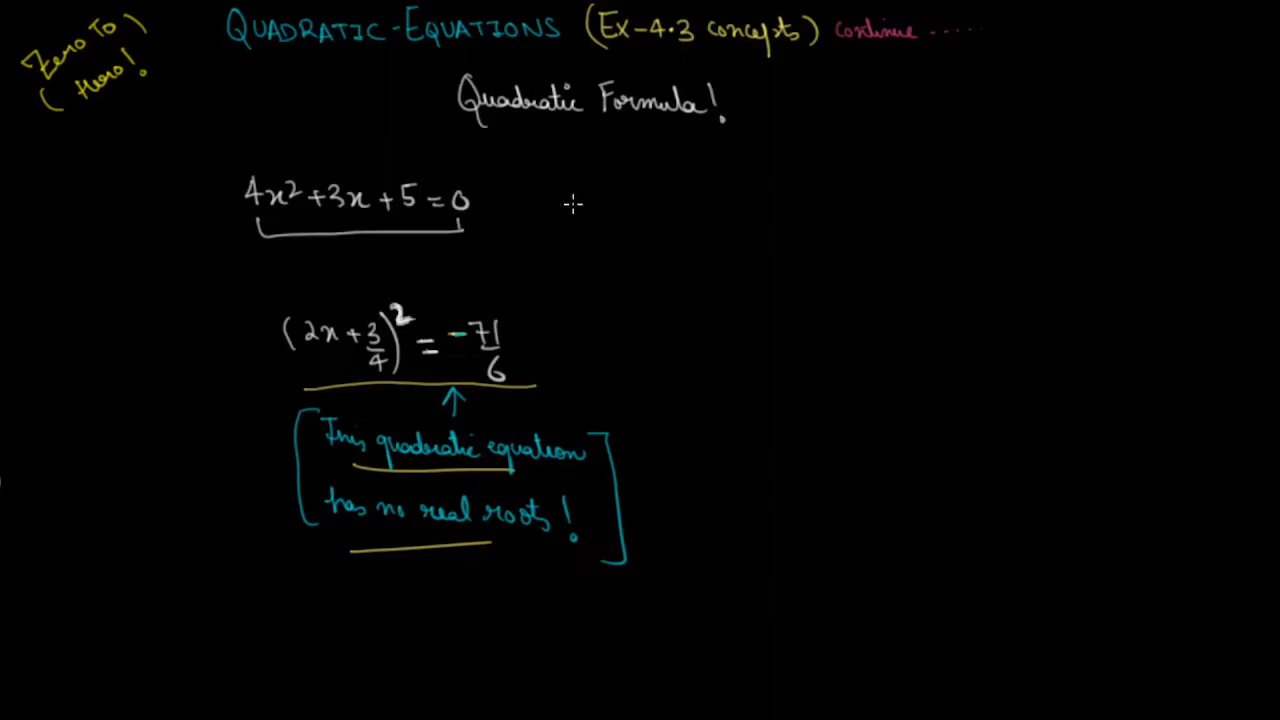 Zero To
Hero!
QUADRATIC-EQUATIONS (Ex-4.3 concepts) continue ......
Quadratic Formula!
4x²+3x+5=0
(2x+3/4)² = -71/6
This quadratic equation
has no real roots!